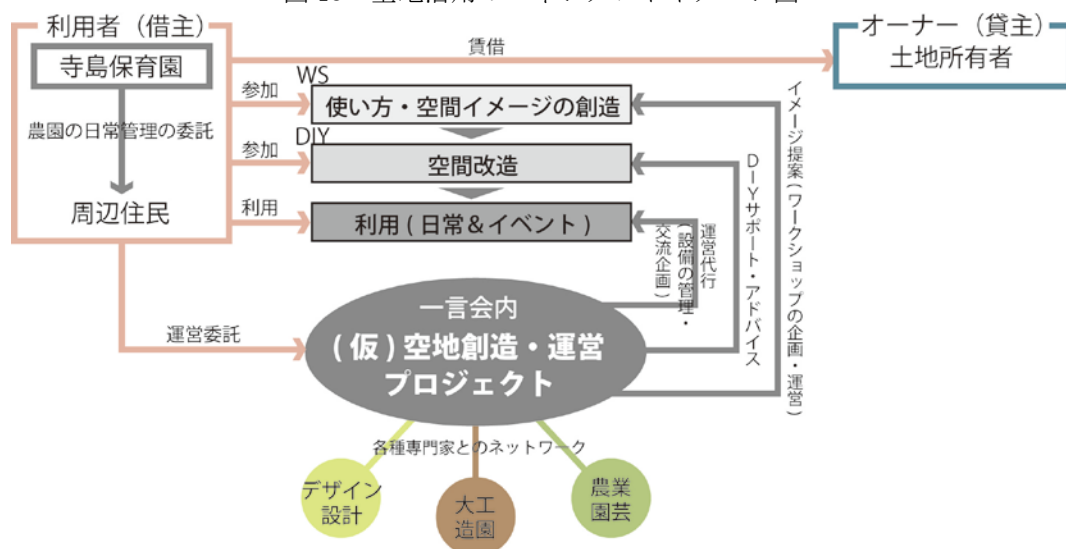 利用者（借主）
寺島保育園
農園の日常管理の委託
周辺住民
賃借
オーナー（貸主）
土地所有者
参加
WS
使い方・空間イメージの創造
参加
DIY
空間改造
利用
利用(日常＆イベント)
運営代行
(設備の管理・
交流企画)
DIYサポート・アドバイス
イメージ提案(ワークショップの企画・運営)
運営委託
一言会内
(仮)空地創造・運営
プロジェクト
各種専門家とのネットワーク
デザイン
設計
大工
造園
農業
園芸